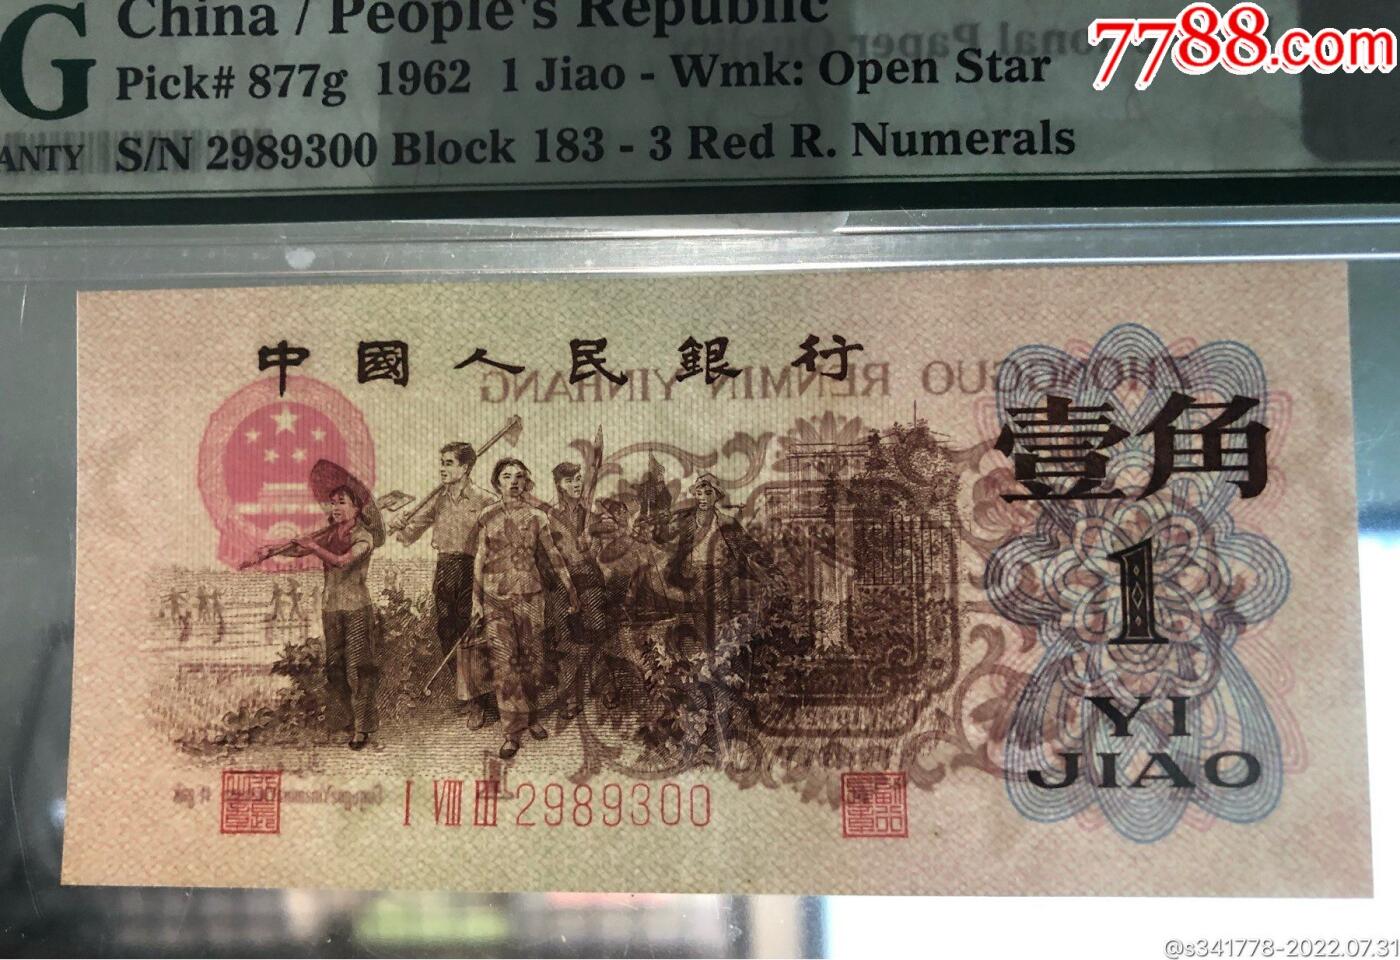 China / People's Republic
7788.com
G
Pick# 877g 1962 1 Jiao - Wmk: Open Star
ANTY S/N 2989300 Block 183 - 3 Red R. Numerals
中國人民銀行
ZHONGGUO RENMIN YINHANG
壹角
1
YI
JIAO
I VIII III 2989300
@s341778-2022.07.31